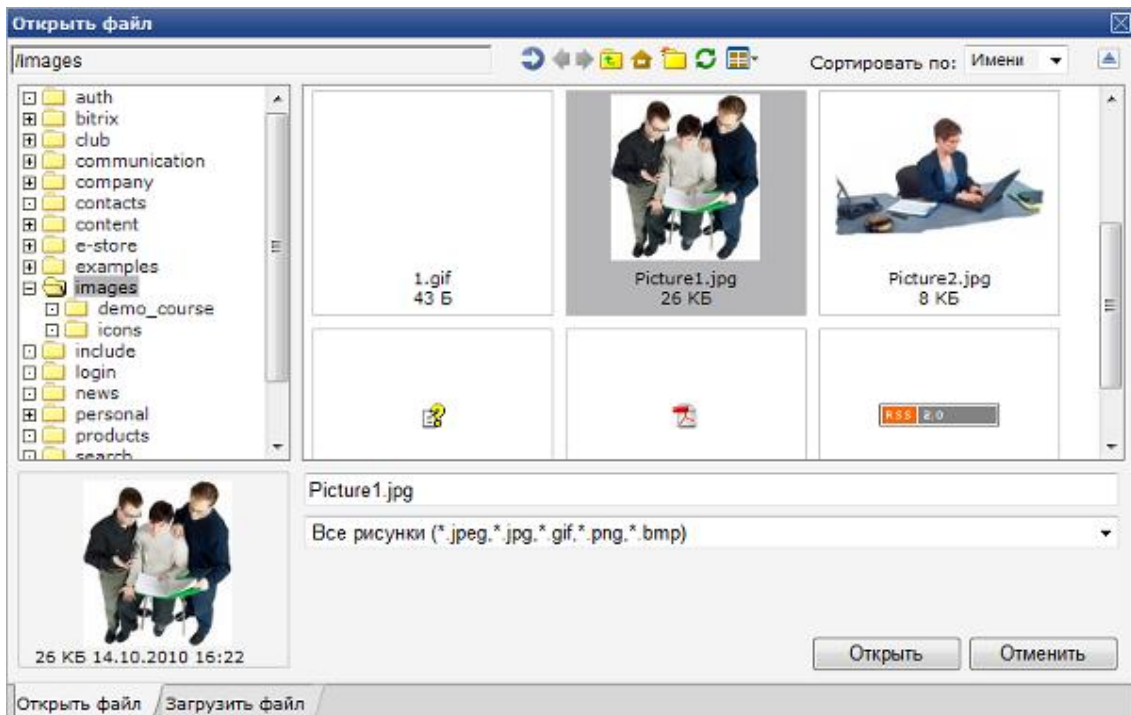 Открыть файл
/images
Сортировать по: Имени
auth
bitrix
club
communication
company
contacts
content
e-store
examples
images
demo_course
icons
include
login
news
personal
products
search
1.gif
43 Б
Picture1.jpg
26 КБ
Picture2.jpg
8 КБ
RSS 2.0
Picture1.jpg
Все рисунки (*.jpeg,*.jpg,*.gif,*.png,*.bmp)
26 КБ 14.10.2010 16:22
Открыть
Отменить
Открыть файл
Загрузить файл